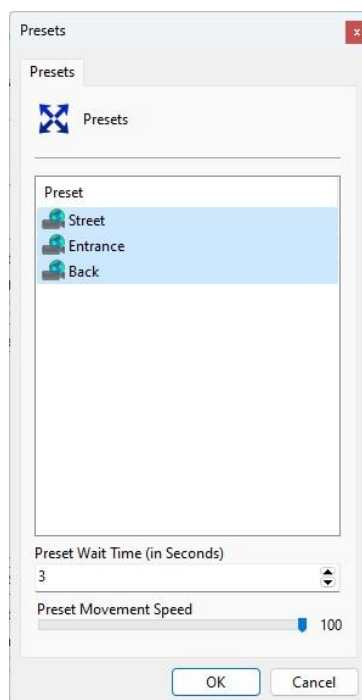 Presets
x
Presets
Presets
Preset
Street
Entrance
Back
Preset Wait Time (in Seconds)
3
Preset Movement Speed
100
OK Cancel